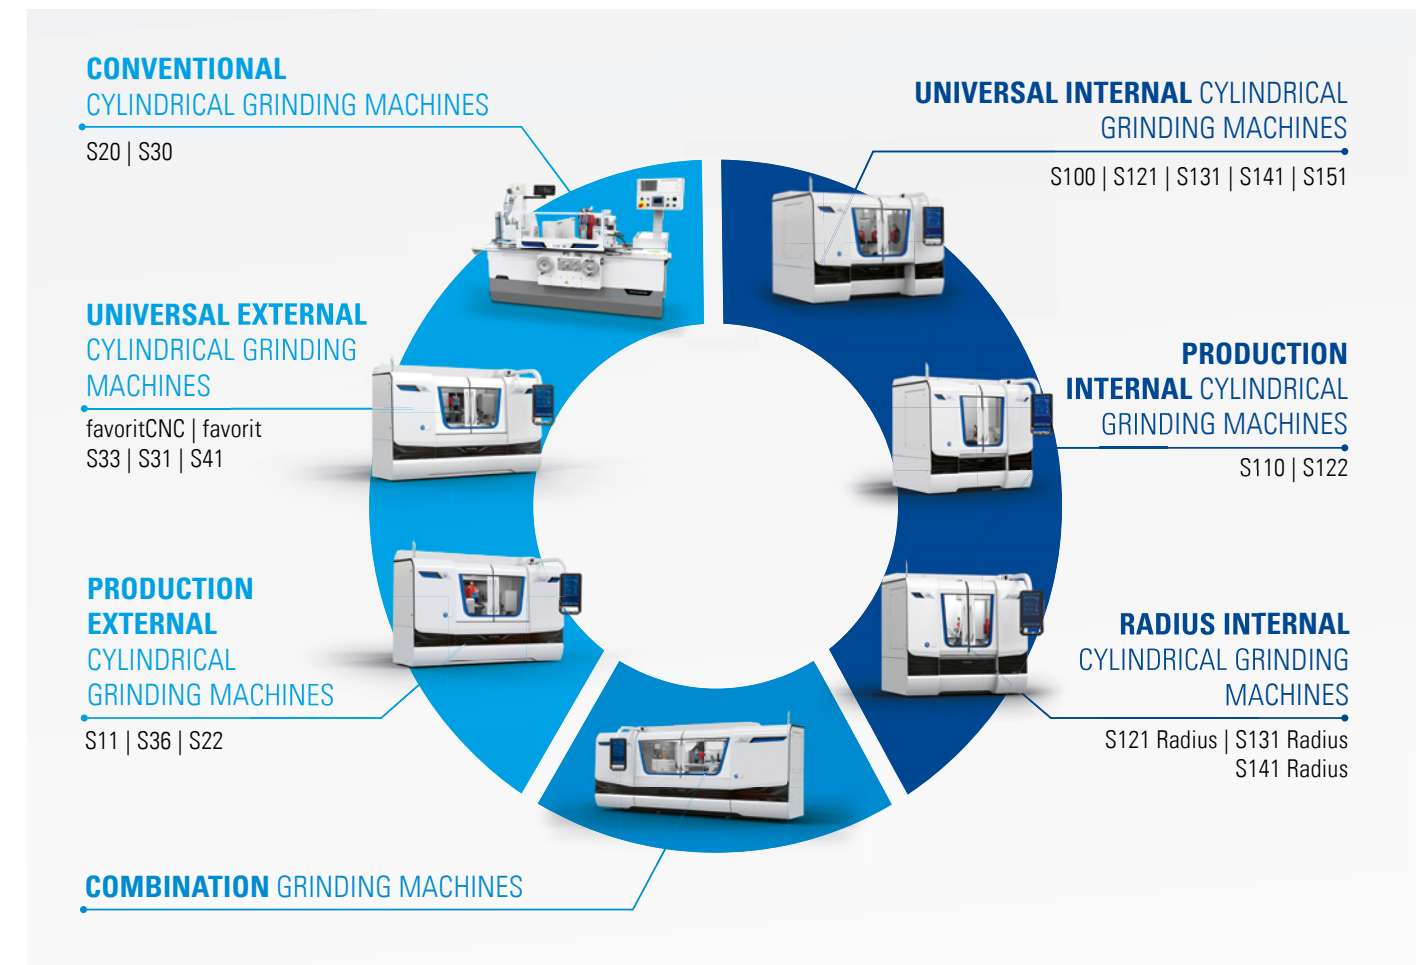 CONVENTIONAL
CYLINDRICAL GRINDING MACHINES
S20 | S30
UNIVERSAL EXTERNAL
CYLINDRICAL GRINDING
MACHINES
favoritCNC | favorit
S33 | S31 | S41
PRODUCTION
EXTERNAL
CYLINDRICAL
GRINDING MACHINES
S11 | S36 | S22
COMBINATION GRINDING MACHINES
UNIVERSAL INTERNAL CYLINDRICAL
GRINDING MACHINES
S100 | S121 | S131 | S141 | S151
PRODUCTION
INTERNAL CYLINDRICAL
GRINDING MACHINES
S110 | S122
RADIUS INTERNAL
CYLINDRICAL GRINDING
MACHINES
S121 Radius | S131 Radius
S141 Radius